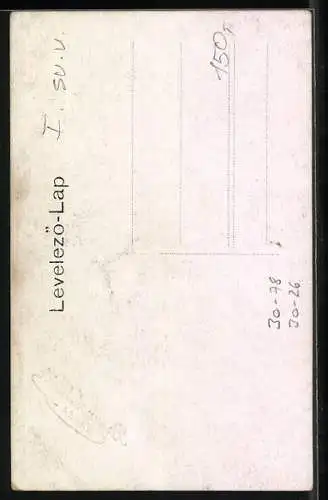 I. sv.v.
150,-
Levelező-Lap
30-78
30-26